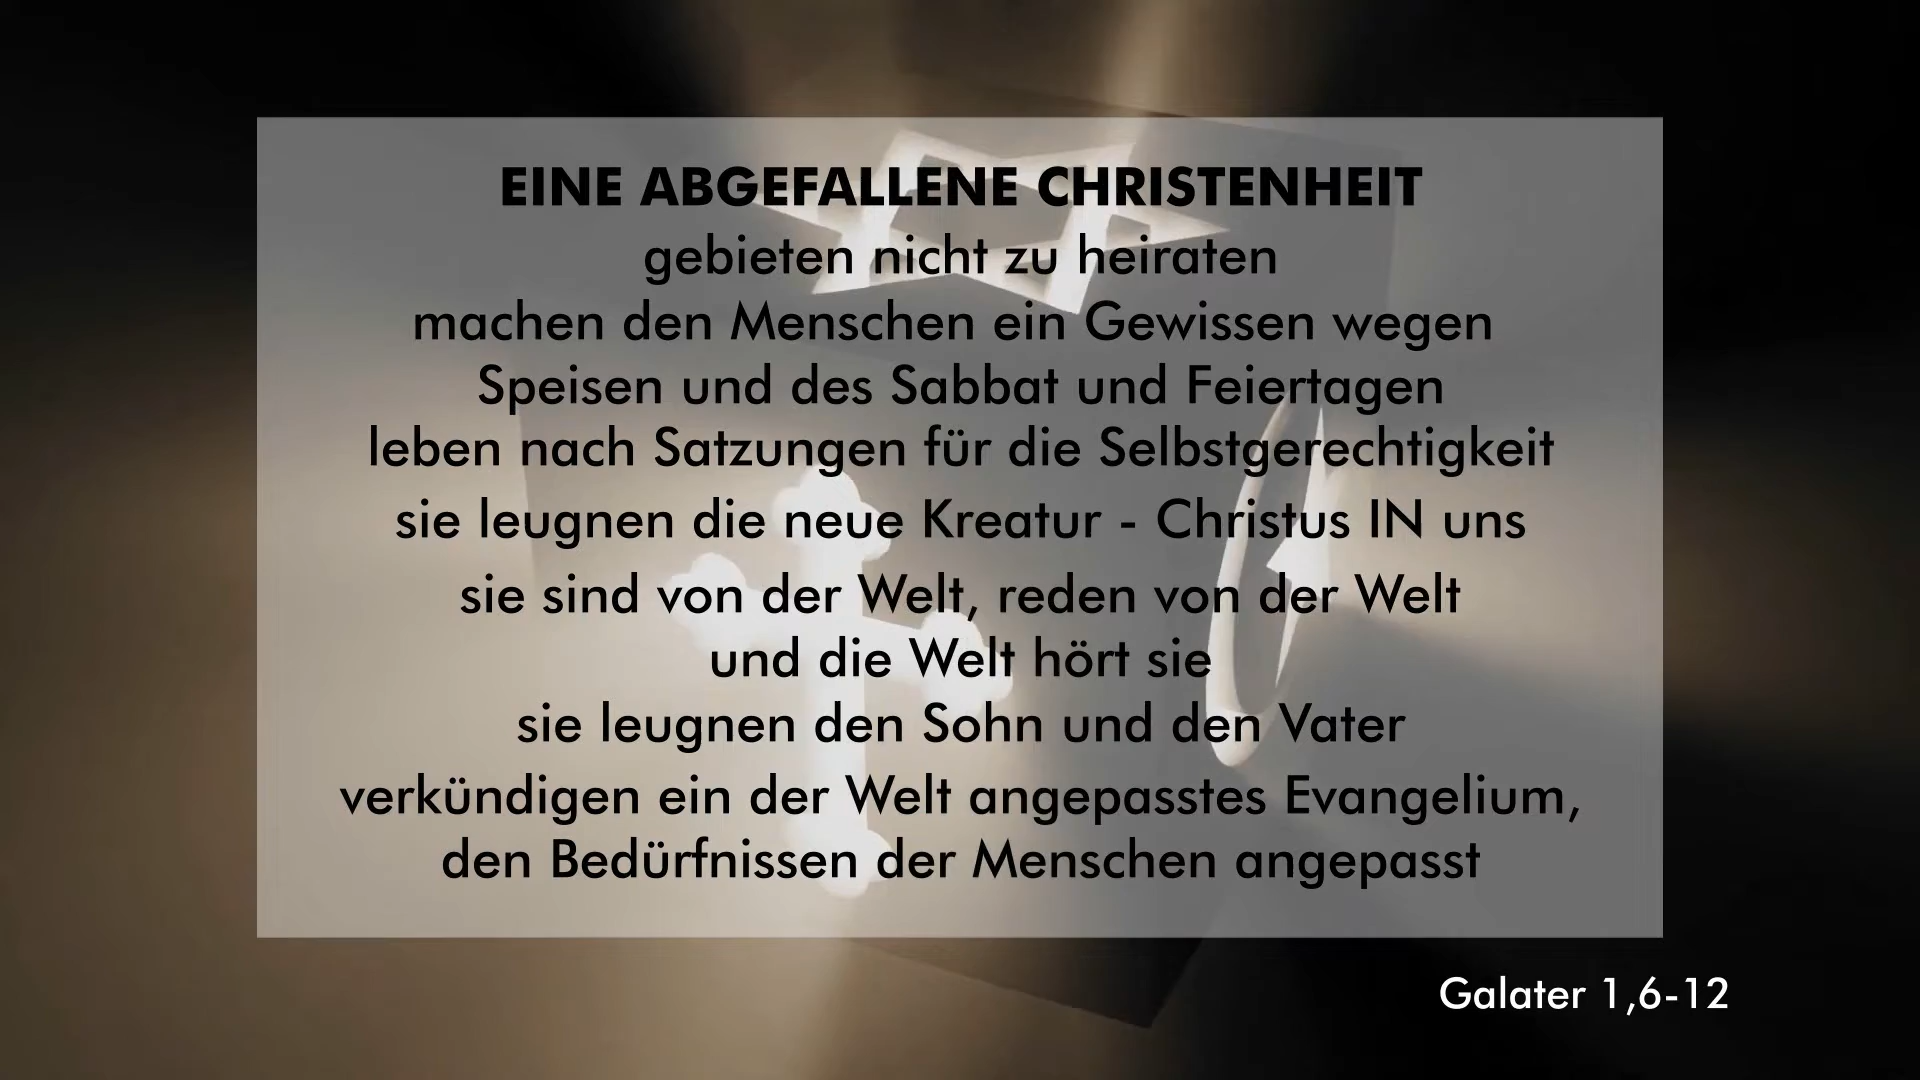 EINE ABGEFALLENE CHRISTENHEIT
gebieten nicht zu heiraten
machen den Menschen ein Gewissen wegen
Speisen und des Sabbat und Feiertagen
leben nach Satzungen für die Selbstgerechtigkeit
sie leugnen die neue Kreatur - Christus IN uns
sie sind von der Welt, reden von der Welt
und die Welt hört sie
sie leugnen den Sohn und den Vater
verkündigen ein der Welt angepasstes Evangelium,
den Bedürfnissen der Menschen angepasst
Galater 1,6-12